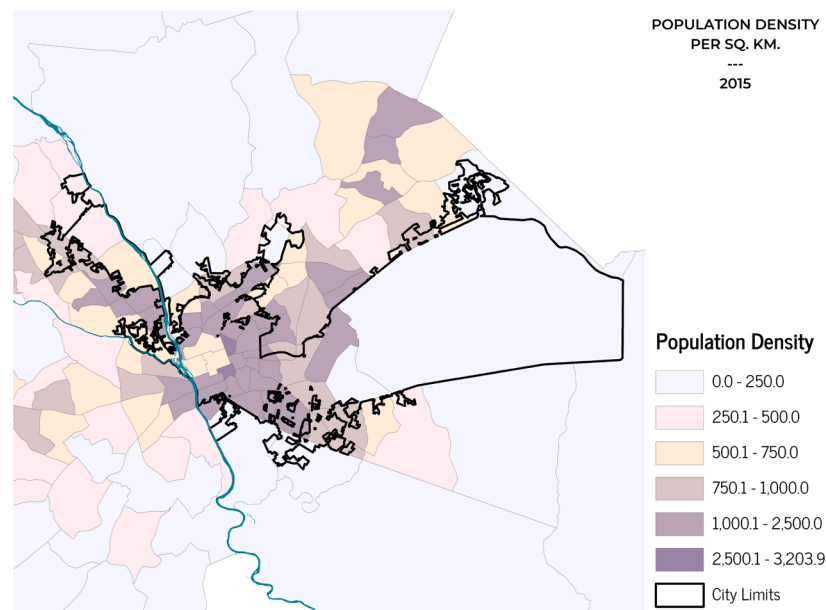 POPULATION DENSITY
PER SQ. KM.
---
2015
Population Density
0.0 - 250.0
250.1 - 500.0
500.1 - 750.0
750.1 - 1,000.0
1,000.1 - 2,500.0
2,500.1 - 3,203.9
City Limits